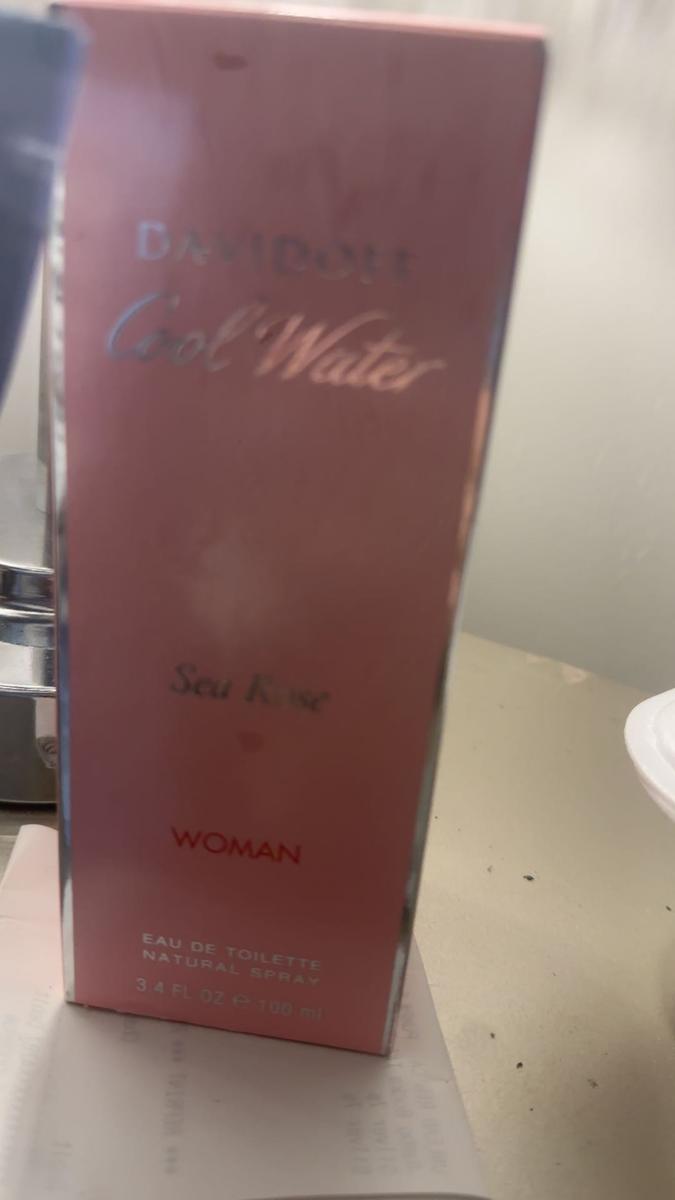 DAVIDOFF
Cool Water
Sea Rose
WOMAN
EAU DE TOILETTE
NATURAL SPRAY
3.4 FL OZ e 100 ml